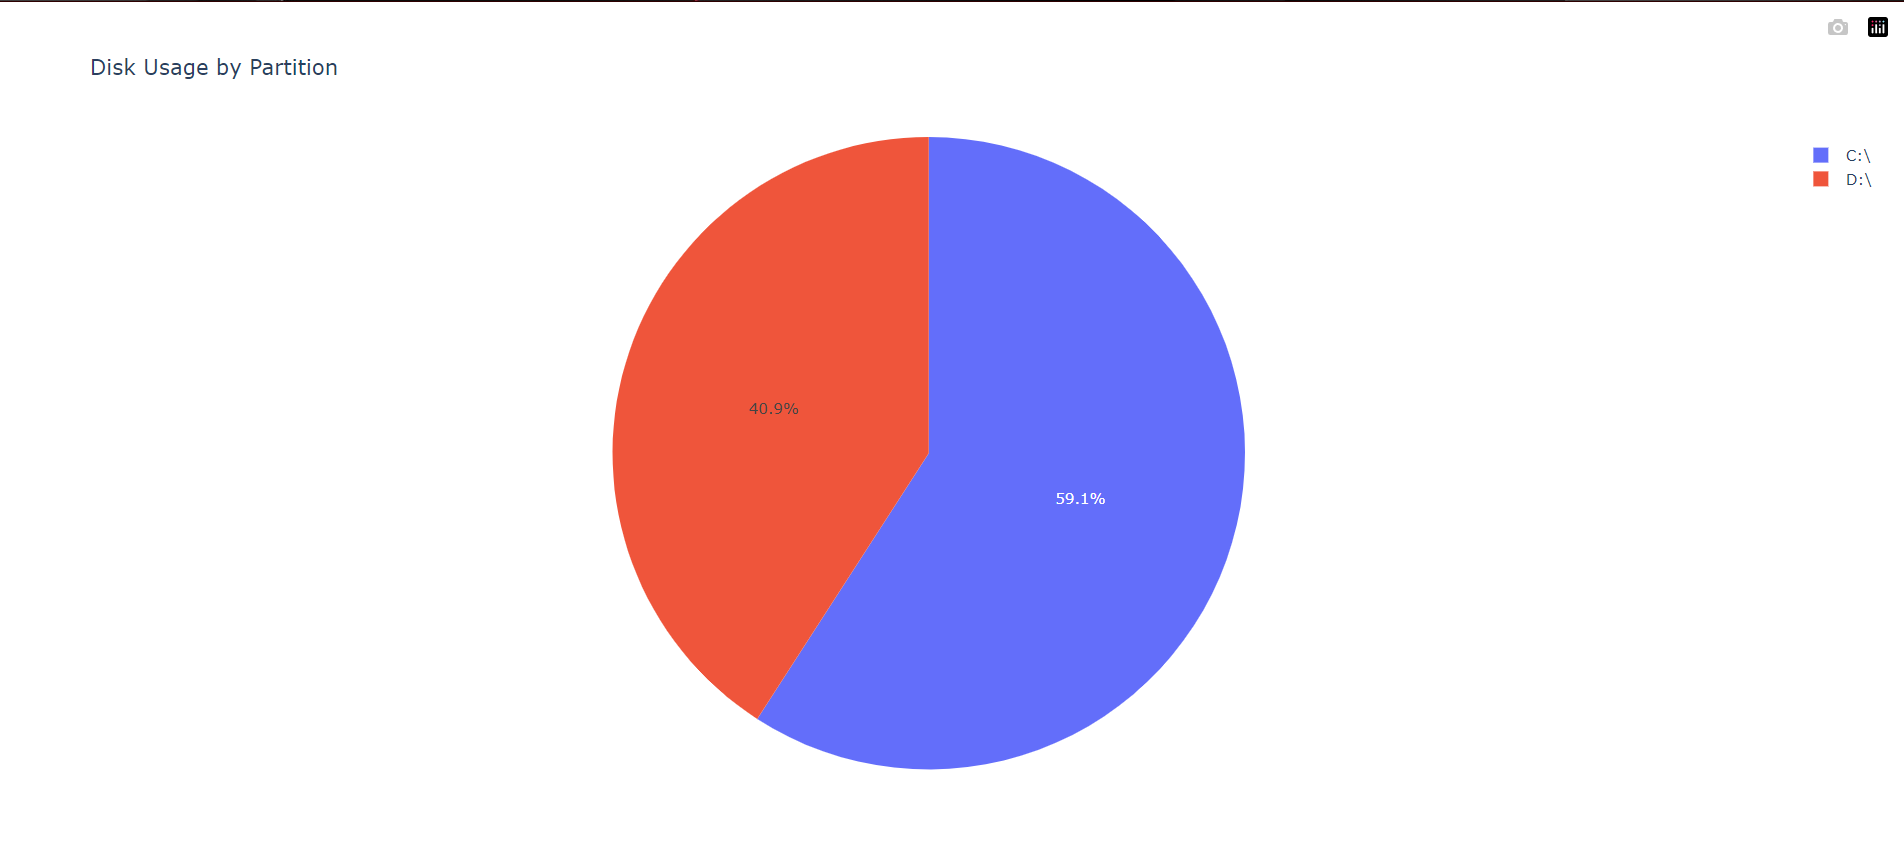 Disk Usage by Partition
C:\
D:\
40.9%
59.1%